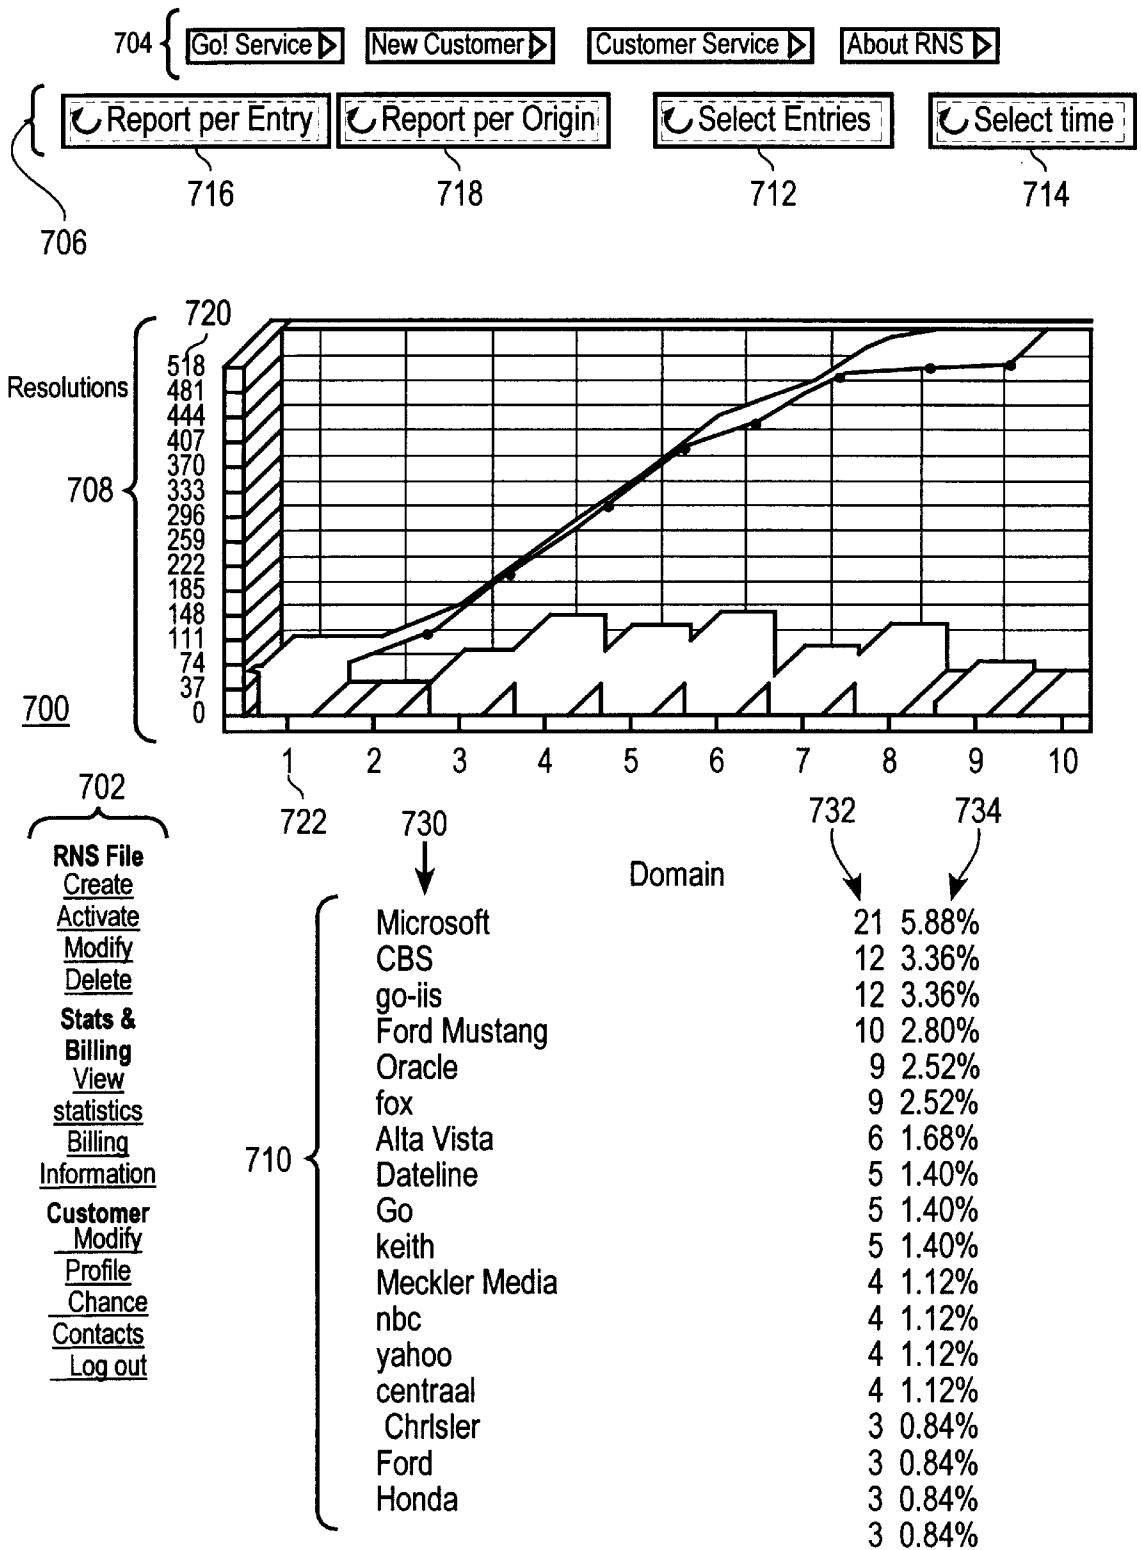 704 Go! Service New Customer Customer Service About RNS
Report per Entry Report per Origin Select Entries Select time
716 718 712 714
706
720
Resolutions
708
518
481
444
407
370
333
296
259
222
185
148
111
74
37
0
700
1 2 3 4 5 6 7 8 9 10
722 730 732 734
702
RNS File
Create
Activate
Modify
Delete
Stats &
Billing
View
statistics
Billing
Information
Customer
Modify
Profile
Chance
Contacts
Log out
Domain
710
Microsoft 21 5.88%
CBS 12 3.36%
go-iis 12 3.36%
Ford Mustang 10 2.80%
Oracle 9 2.52%
fox 9 2.52%
Alta Vista 6 1.68%
Dateline 5 1.40%
Go 5 1.40%
keith 5 1.40%
Meckler Media 4 1.12%
nbc 4 1.12%
yahoo 4 1.12%
centraal 4 1.12%
Chrlsler 3 0.84%
Ford 3 0.84%
Honda 3 0.84%
3 0.84%